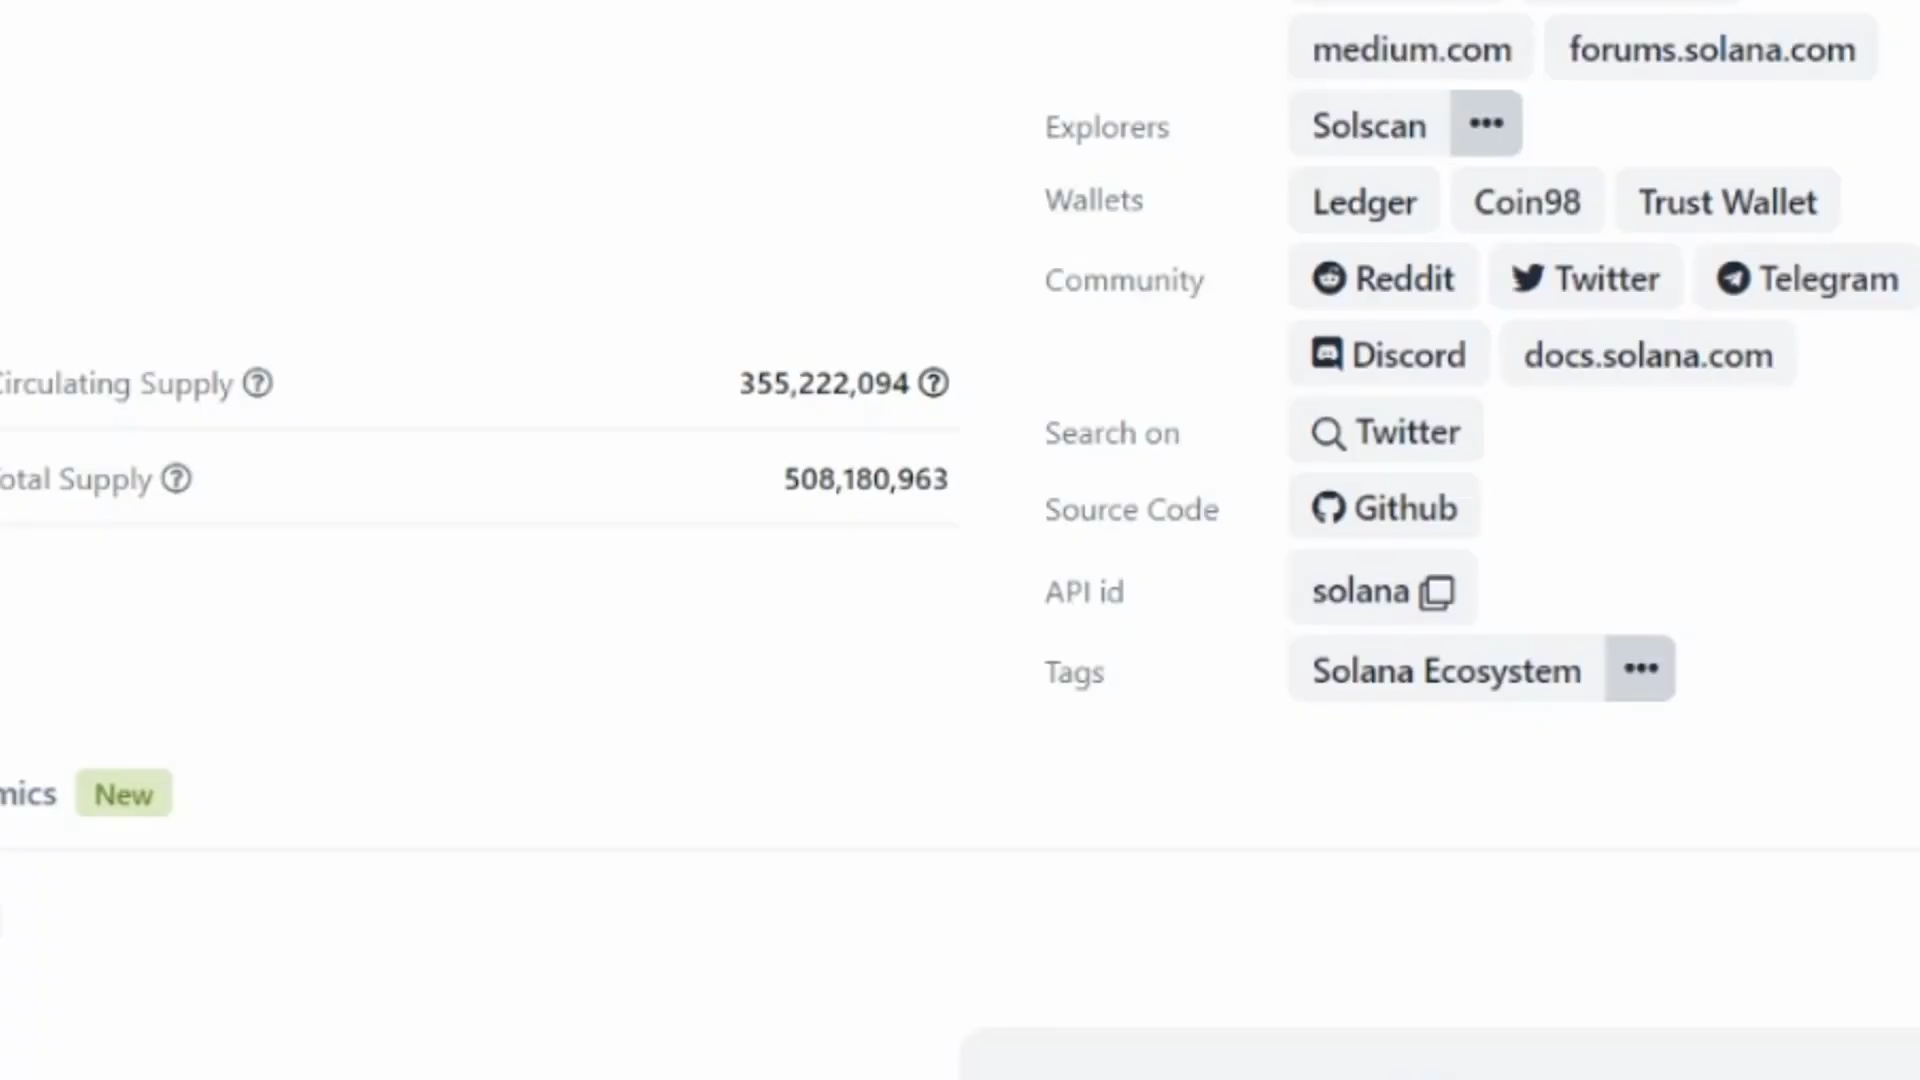 medium.com forums.solana.com
Explorers Solscan •••
Wallets Ledger Coin98 Trust Wallet
Community Reddit Twitter Telegram
Discord docs.solana.com
Circulating Supply ? 355,222,094 ?
Total Supply ? 508,180,963
Search on Twitter
Source Code Github
API id solana
Tags Solana Ecosystem •••
mics New